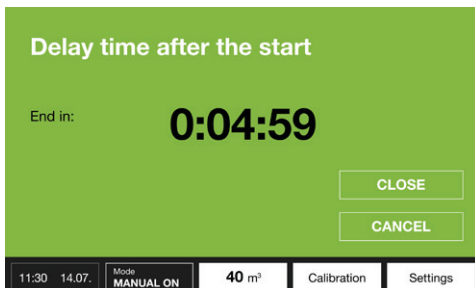 Delay time after the start
End in:
0:04:59
CLOSE
CANCEL
11:30 14.07.
Mode
MANUAL ON
40 m³
Calibration
Settings